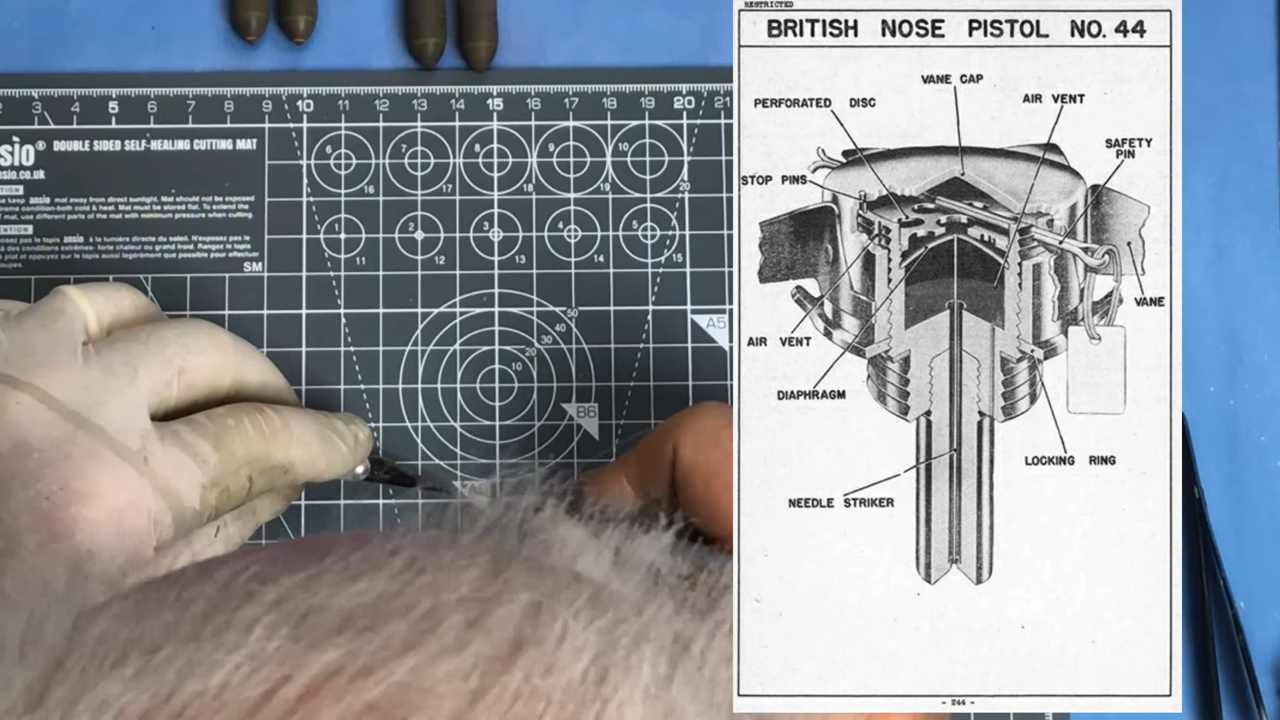 RESTRICTED
BRITISH NOSE PISTOL NO. 44
VANE CAP
PERFORATED DISC
AIR VENT
SAFETY
PIN
STOP PINS
VANE
AIR VENT
DIAPHRAGM
LOCKING RING
NEEDLE STRIKER
- 244 -
3 4 5 6 7 8 9 10 11 12 13 14 15 16 17 18 19 20 21
DOUBLE SIDED SELF-HEALING CUTTING MAT
ansio.co.uk
SM
6 7 8 9 10
16 17 18 19 20
1 2 3 4 5
11 12 13 14 15
50
40
30
20
10
A5
B6